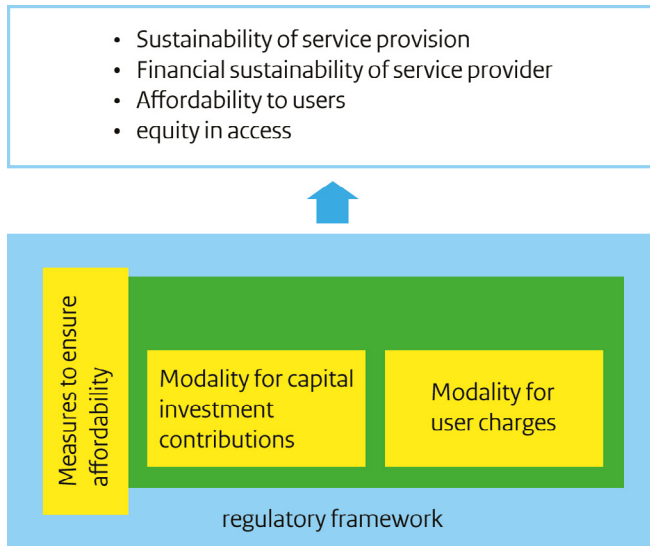 • Sustainability of service provision
• Financial sustainability of service provider
• Affordability to users
• equity in access
Measures to ensure
affordability
Modality for capital
investment
contributions
Modality for
user charges
regulatory framework